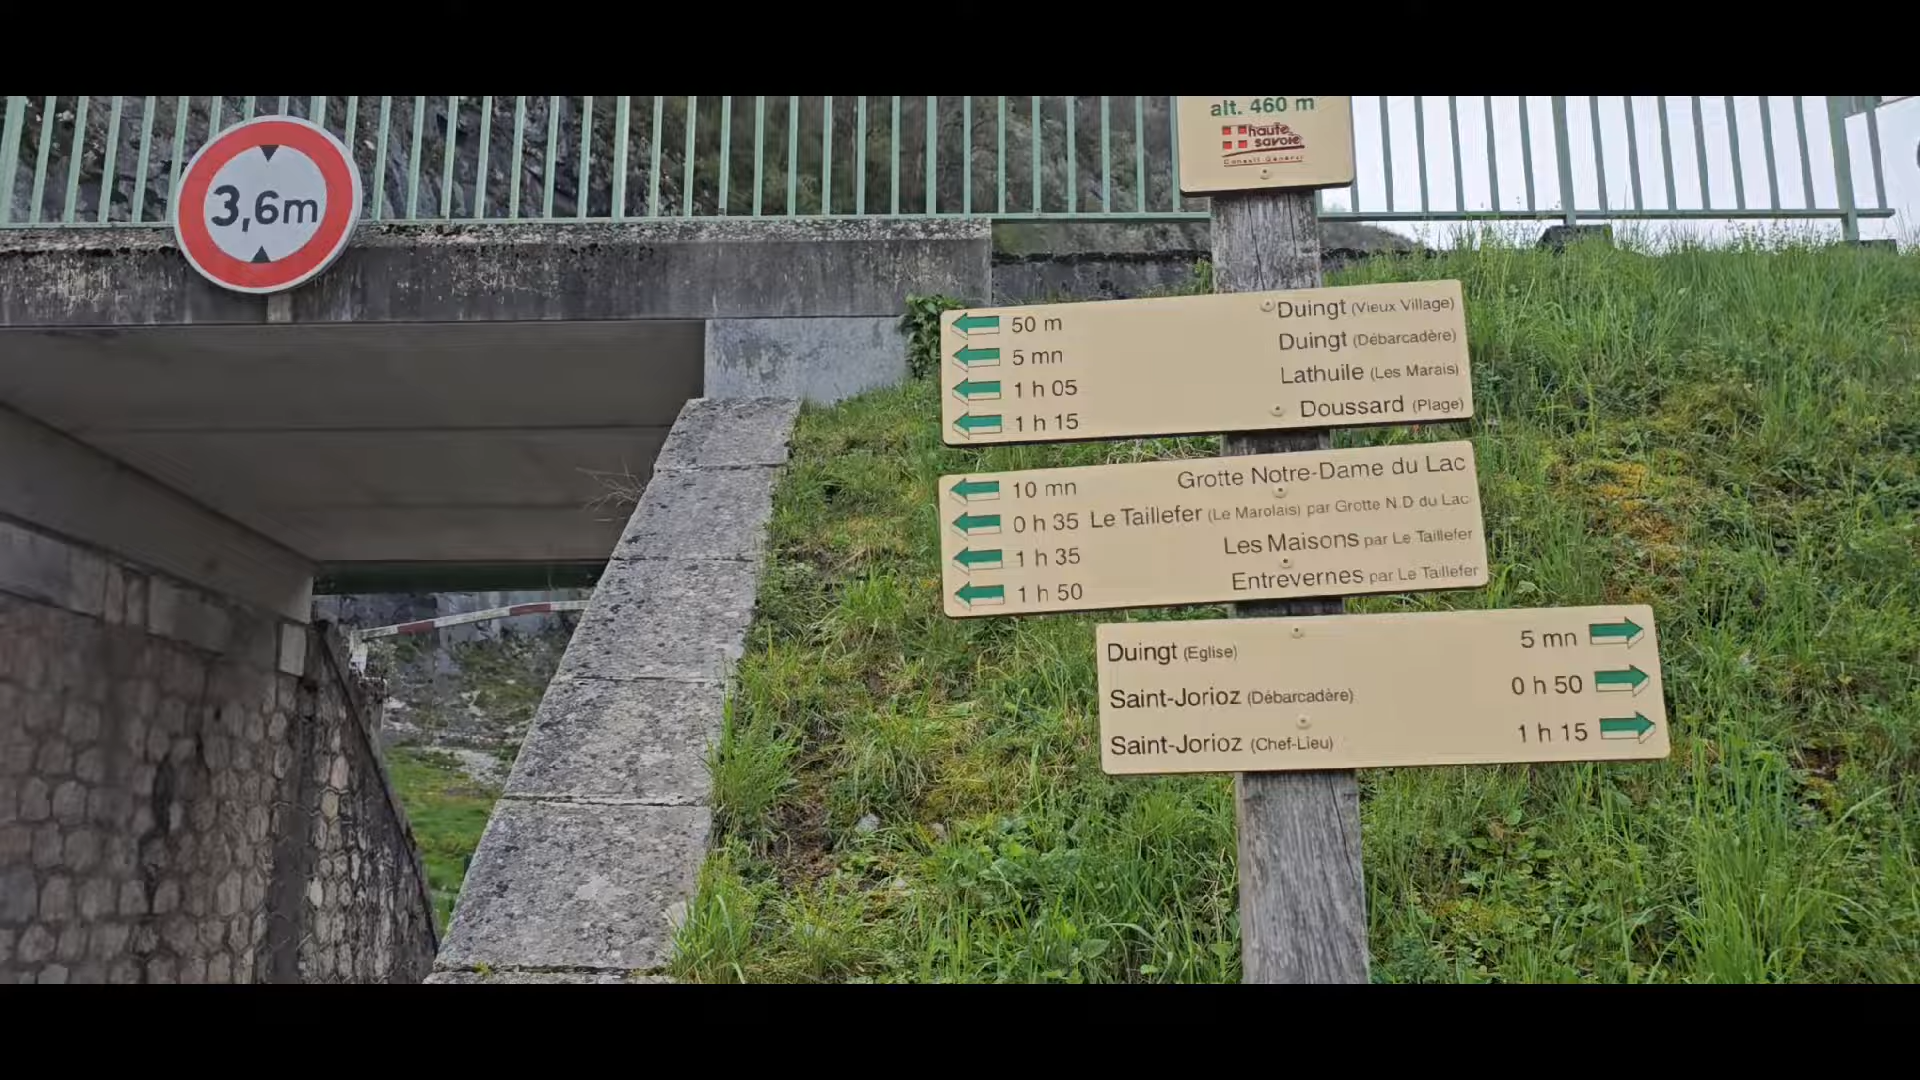 alt. 460 m
haute
savoie
Conseil Général
3,6m
50 m Duingt (Vieux Village)
5 mn Duingt (Débarcadère)
1 h 05 Lathuile (Les Marais)
1 h 15 Doussard (Plage)
10 mn Grotte Notre-Dame du Lac
0 h 35 Le Taillefer (Le Marolais) par Grotte N.D du Lac
1 h 35 Les Maisons par Le Taillefer
1 h 50 Entrevernes par Le Taillefer
Duingt (Eglise) 5 mn
Saint-Jorioz (Débarcadère) 0 h 50
Saint-Jorioz (Chef-Lieu) 1 h 15